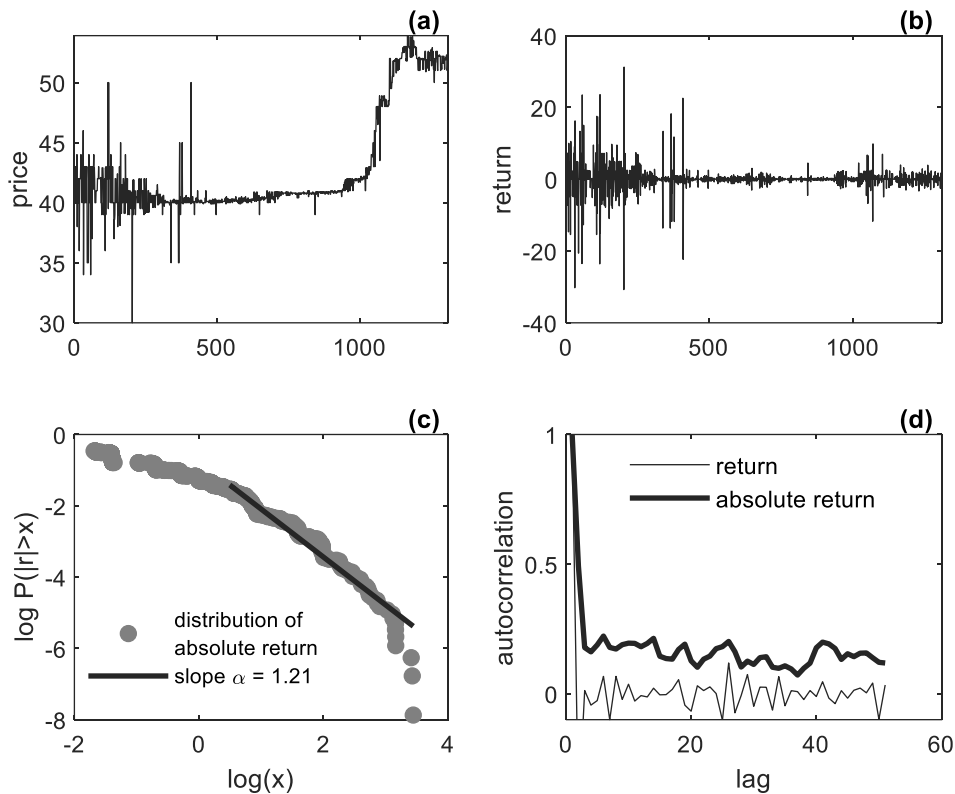 (a)
price
50
45
40
35
30
0
500
1000
(b)
return
40
20
0
-20
-40
0
500
1000
(c)
log P(|r|>x)
0
-2
-4
-6
-8
distribution of
absolute return
slope α = 1.21
-2
0
2
4
log(x)
(d)
autocorrelation
1
0.5
0
return
absolute return
0
20
40
60
lag